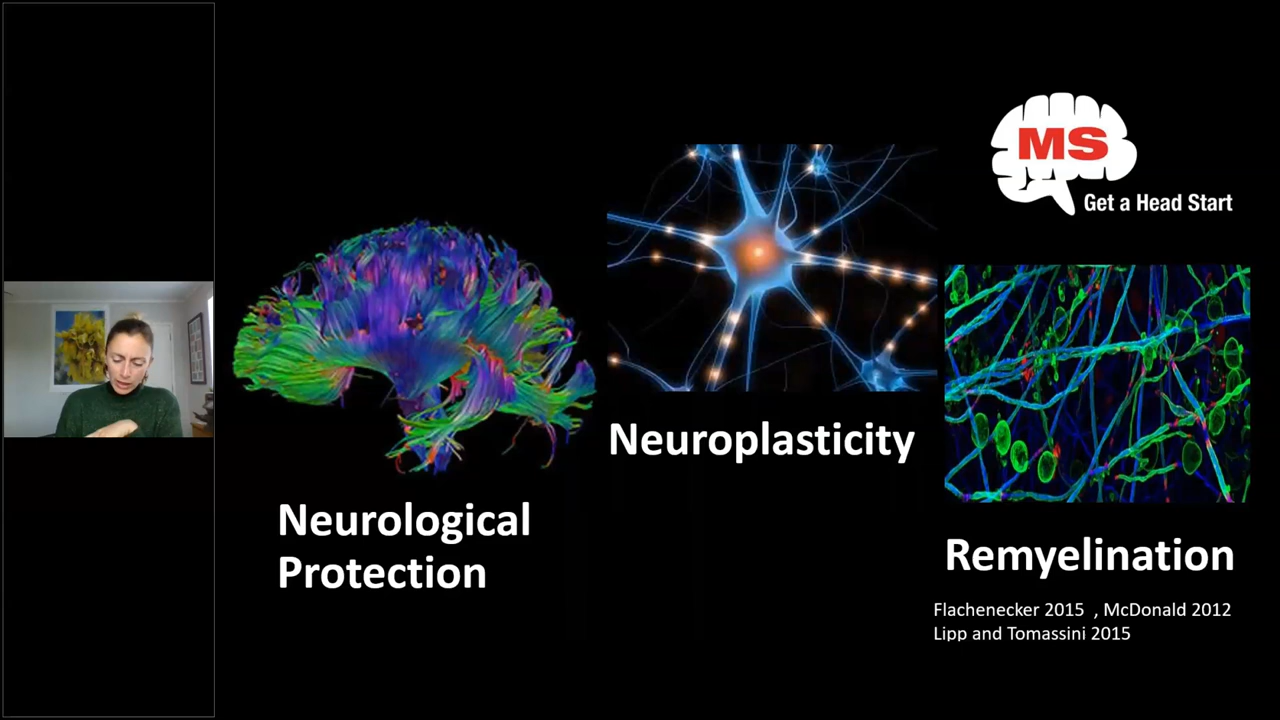 MS
Get a Head Start
Neuroplasticity
Neurological
Protection
Remyelination
Flachenecker 2015  , McDonald 2012
Lipp and Tomassini 2015